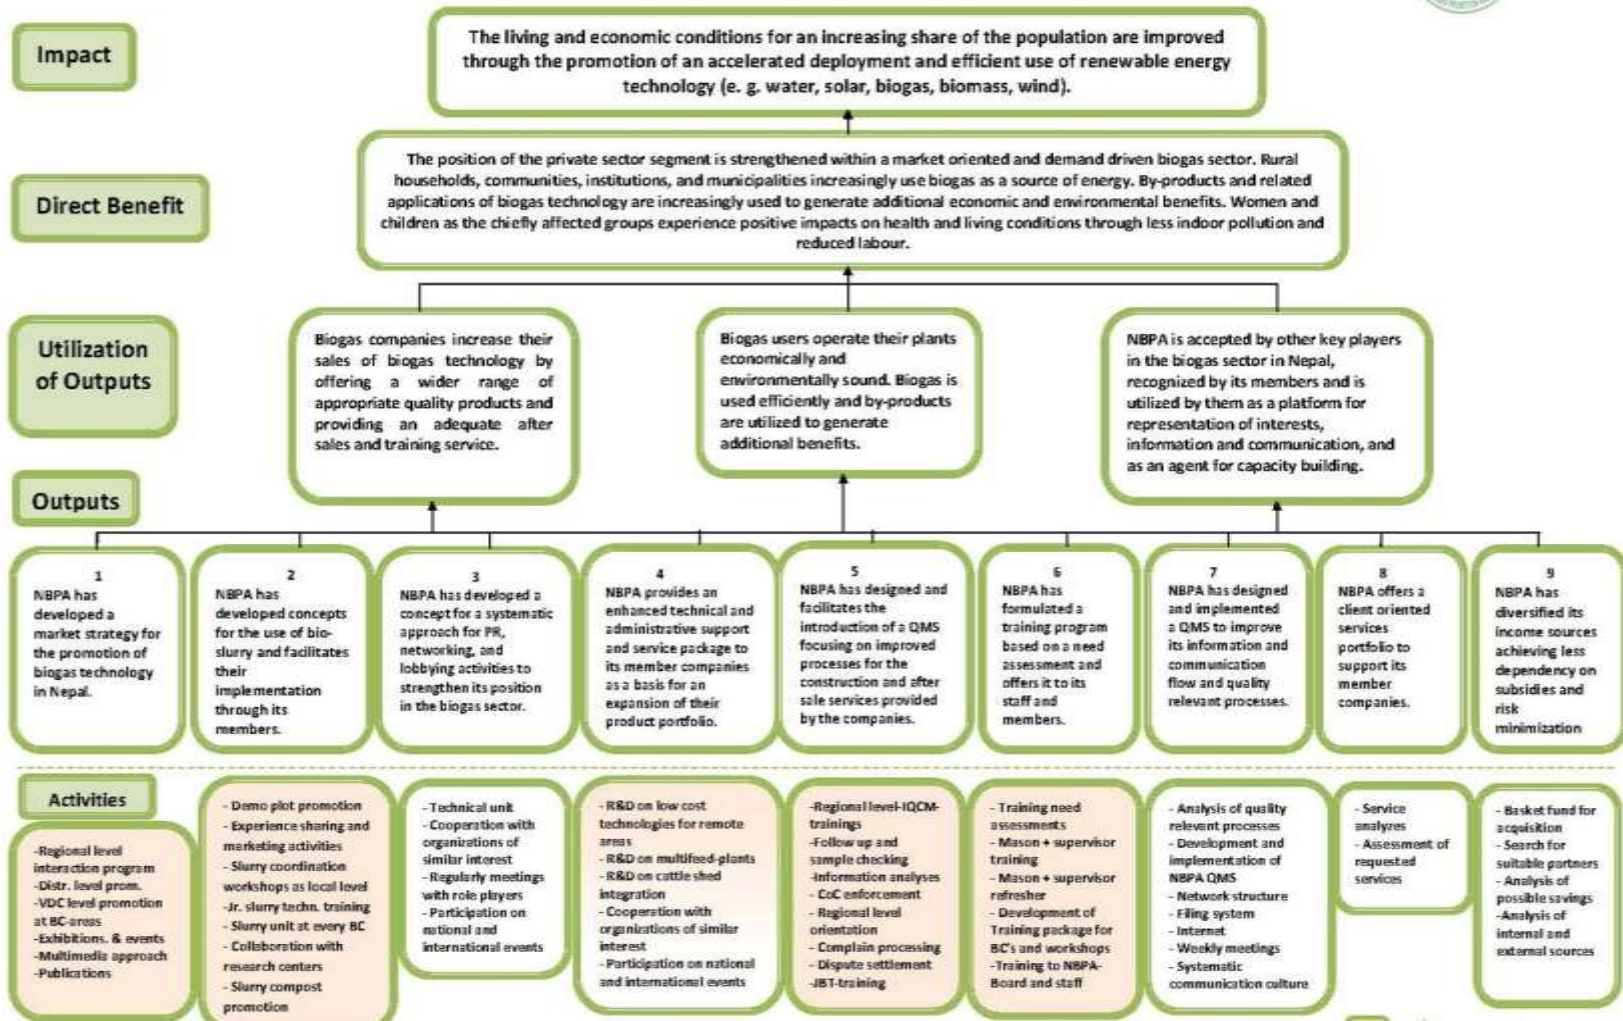 Impact
The living and economic conditions for an increasing share of the population are improved
through the promotion of an accelerated deployment and efficient use of renewable energy
technology (e. g. water, solar, biogas, biomass, wind).
Direct Benefit
The position of the private sector segment is strengthened within a market oriented and demand driven biogas sector. Rural
households, communities, institutions, and municipalities increasingly use biogas as a source of energy. By-products and related
applications of biogas technology are increasingly used to generate additional economic and environmental benefits. Women and
children as the chiefly affected groups experience positive impacts on health and living conditions through less indoor pollution and
reduced labour.
Utilization
of Outputs
Biogas companies increase their
sales of biogas technology by
offering a wider range of
appropriate quality products and
providing an adequate after
sales and training service.
Biogas users operate their plants
economically and
environmentally sound. Biogas is
used efficiently and by-products
are utilized to generate
additional benefits.
NBPA is accepted by other key players
in the biogas sector in Nepal,
recognized by its members and is
utilized by them as a platform for
representation of interests,
information and communication, and
as an agent for capacity building.
Outputs
1
NBPA has
developed a
market strategy for
the promotion of
biogas technology
in Nepal.
2
NBPA has
developed concepts
for the use of bio-
slurry and facilitates
their
implementation
through its
members.
3
NBPA has developed a
concept for a systematic
approach for PR,
networking, and
lobbying activities to
strengthen its position
in the biogas sector.
4
NBPA provides an
enhanced technical and
administrative support
and service package to
its member companies
as a basis for an
expansion of their
product portfolio.
5
NBPA has designed and
facilitates the
introduction of a QMS
focusing on improved
processes for the
construction and after
sale services provided
by the companies.
6
NBPA has
formulated a
training program
based on a need
assessment and
offers it to its
staff and
members.
7
NBPA has designed
and implemented
a QMS to improve
its information and
communication
flow and quality
relevant processes.
8
NBPA offers a
client oriented
services
portfolio to
support its
member
companies.
9
NBPA has
diversified its
income sources
achieving less
dependency on
subsidies and
risk
minimization
Activities
-Regional level
interaction program
-Distr. level prom.
-VDC level promotion
at BC-areas
-Exhibitions. & events
-Multimedia approach
-Publications
- Demo plot promotion
- Experience sharing and
marketing activities
- Slurry coordination
workshops as local level
-Jr. slurry techn. training
- Slurry unit at every BC
- Collaboration with
research centers
- Slurry compost
promotion
- Technical unit
- Cooperation with
organizations of
similar interest
- Regularly meetings
with role players
- Participation on
national and
international events
- R&D on low cost
technologies for remote
areas
- R&D on multifeed-plants
- R&D on cattle shed
integration
- Cooperation with
organizations of similar
interest
- Participation on national
and international events
-Regional level-IQCM-
trainings
-Follow up and
sample checking
-Information analyses
- CoC enforcement
- Regional level
orientation
- Complain processing
- Dispute settlement
-JBT-training
- Training need
assessments
- Mason + supervisor
training
- Mason + supervisor
refresher
- Development of
Training package for
BC's and workshops
-Training to NBPA-
Board and staff
- Analysis of quality
relevant processes
- Development and
implementation of
NBPA QMS
- Network structure
- Filing system
- Internet
- Weekly meetings
- Systematic
communication culture
- Service
analyzes
- Assessment of
requested
services
- Basket fund for
acquisition
- Search for
suitable partners
- Analysis of
possible savings
-Analysis of
internal and
external sources